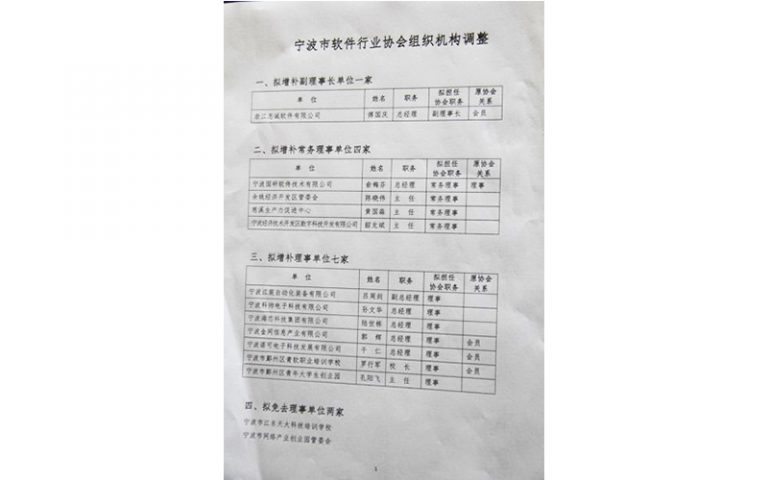 宁波市软件行业协会组织机构调整
一、拟增补副理事长单位一家
单 位 姓名 职务 拟担任协会职务 原协会关系
浙江志诚软件有限公司 傅国庆 总经理 副理事长 会员
二、拟增补常务理事单位四家
单 位 姓名 职务 拟担任协会职务 原协会关系
宁波国祥软件技术有限公司 俞梅芬 总经理 常务理事 理事
余姚经济开发区管委会 陈晓伟 主 任 常务理事
慈溪生产力促进中心 黄国淼 主 任 常务理事
宁波经济技术开发区数字科技开发有限公司 主 任 常务理事
三、拟增补理事单位七家
单 位 姓名 职务 拟担任协会职务 原协会关系
宁波江宸自动化装备有限公司 吕周 副总经理 理事
宁波科帅电子科技有限公司 孙文华 总经理 理事
宁波海芯科技集团有限公司 陆世栋 总经理 理事
宁波金网信息产业有限公司 郭 辉 总经理 理事 会员
宁波诺可电子科技发展有限公司 于 仁 总经理 理事 会员
宁波市鄞州区青软职业培训学校 罗行军 校 长 理事 会员
宁波市鄞州区青年大学生创业园 孔阳飞 主 任 理事
四、拟免去理事单位两家
宁波市江东天大科技培训学校
宁波市网络产业创业园管委会
1